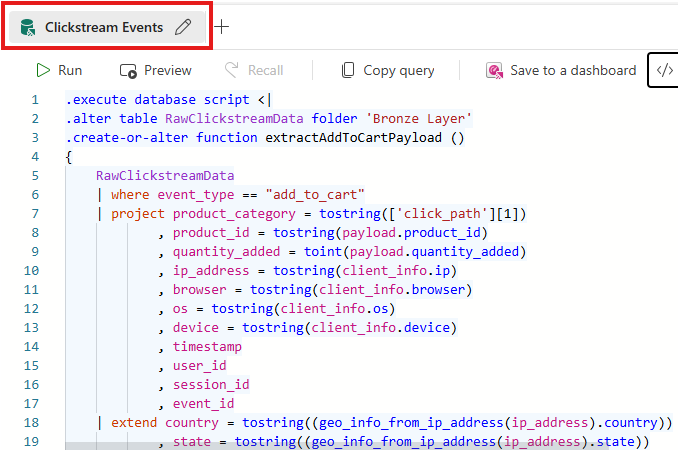 Clickstream Events
Run Preview Recall Copy query Save to a dashboard </>
1 .execute database script <|
2 .alter table RawClickstreamData folder 'Bronze Layer'
3 .create-or-alter function extractAddToCartPayload ()
4 {
5 RawClickstreamData
6 | where event_type == "add_to_cart"
7 | project product_category = tostring(['click_path'][1])
8 , product_id = tostring(payload.product_id)
9 , quantity_added = toint(payload.quantity_added)
10 , ip_address = tostring(client_info.ip)
11 , browser = tostring(client_info.browser)
12 , os = tostring(client_info.os)
13 , device = tostring(client_info.device)
14 , timestamp
15 , user_id
16 , session_id
17 , event_id
18 | extend country = tostring((geo_info_from_ip_address(ip_address).country))
19 , state = tostring((geo_info_from_ip_address(ip_address).state))